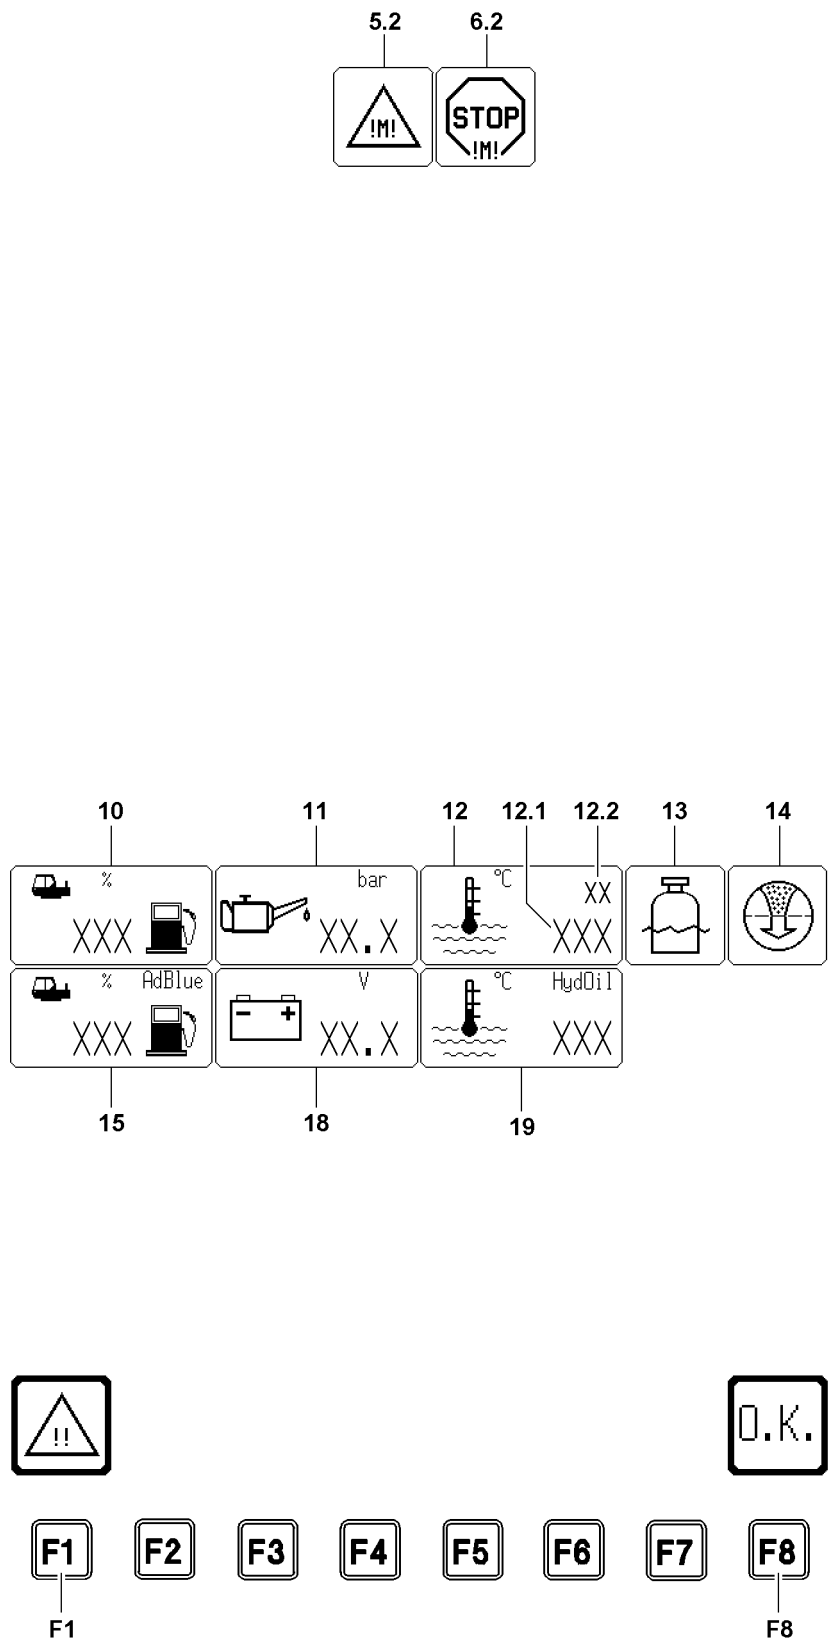 5.2 6.2
!M! STOP
!M!
10 11 12 12.1 12.2 13 14
% bar °C XX
XXX XX.X XXX
% AdBlue V °C HydOil
XXX XX.X XXX
15 18 19
!! O.K.
F1 F2 F3 F4 F5 F6 F7 F8
F1 F8